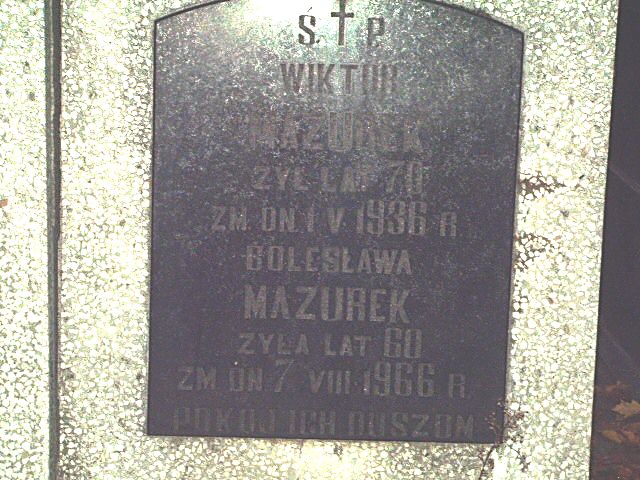 Ś † P
WIKTOR
MAZUREK
ŻYŁ LAT 70
ZM. DN. 1 V 1936 R.
BOLESŁAWA
MAZUREK
ŻYŁA LAT 60
ZM DN 7 VIII 1966 R.
POKÓJ ICH DUSZOM